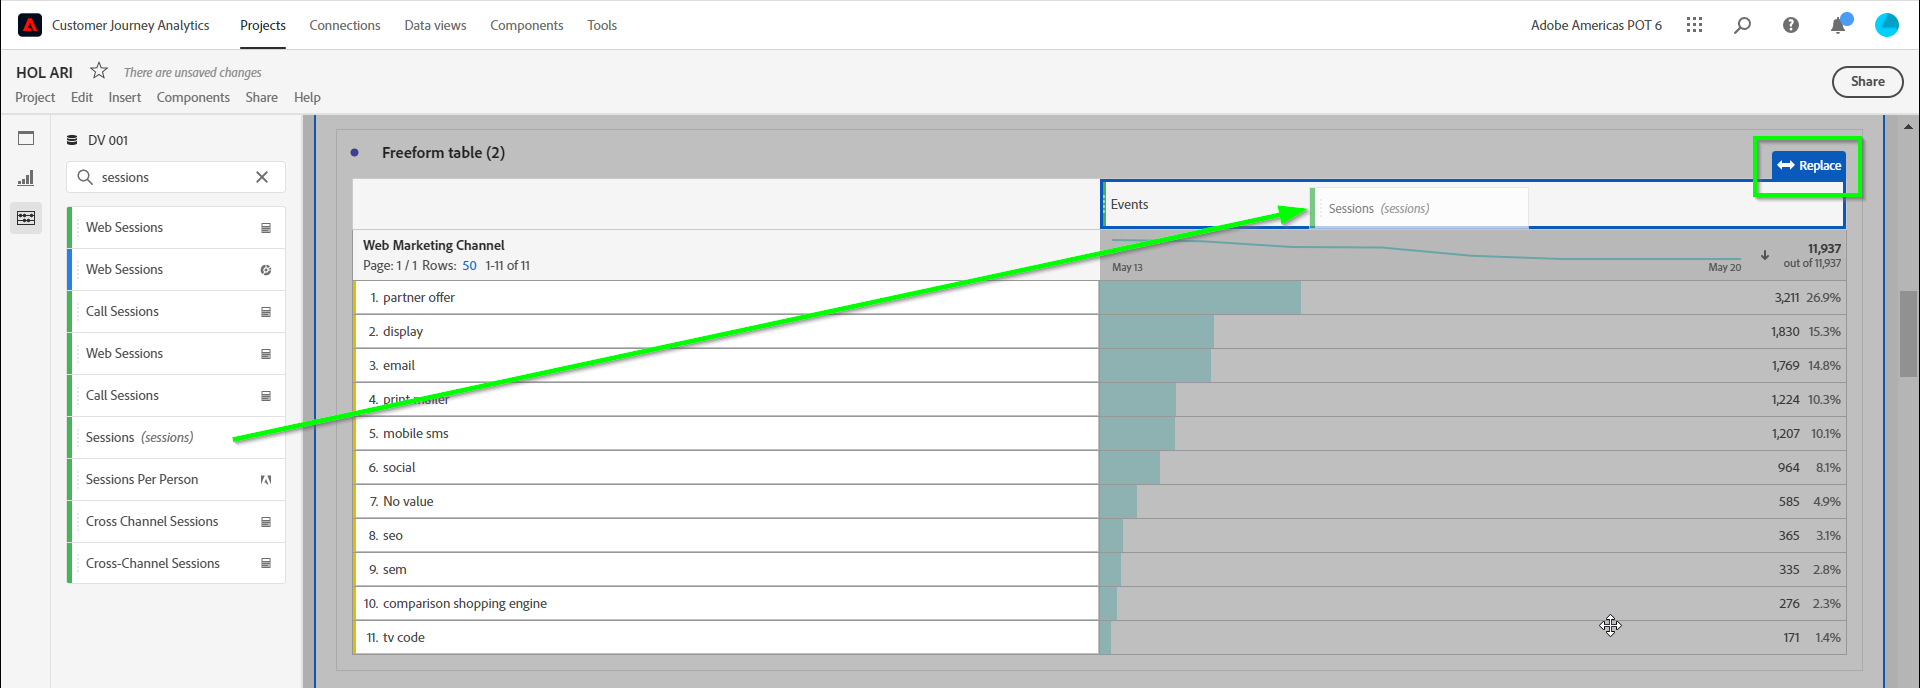 Customer Journey Analytics Projects Connections Data views Components Tools Adobe Americas POT 6
HOL ARI There are unsaved changes
Share
Project Edit Insert Components Share Help
DV 001
sessions
Web Sessions
Web Sessions
Call Sessions
Web Sessions
Call Sessions
Sessions (sessions)
Sessions Per Person
Cross Channel Sessions
Cross-Channel Sessions
Freeform table (2)
Replace
Events
Sessions (sessions)
Web Marketing Channel
Page: 1 / 1 Rows: 50 1-11 of 11
May 13
May 20
11,937
out of 11,937
1. partner offer 3,211 26.9%
2. display 1,830 15.3%
3. email 1,769 14.8%
4. print mailer 1,224 10.3%
5. mobile sms 1,207 10.1%
6. social 964 8.1%
7. No value 585 4.9%
8. seo 365 3.1%
9. sem 335 2.8%
10. comparison shopping engine 276 2.3%
11. tv code 171 1.4%